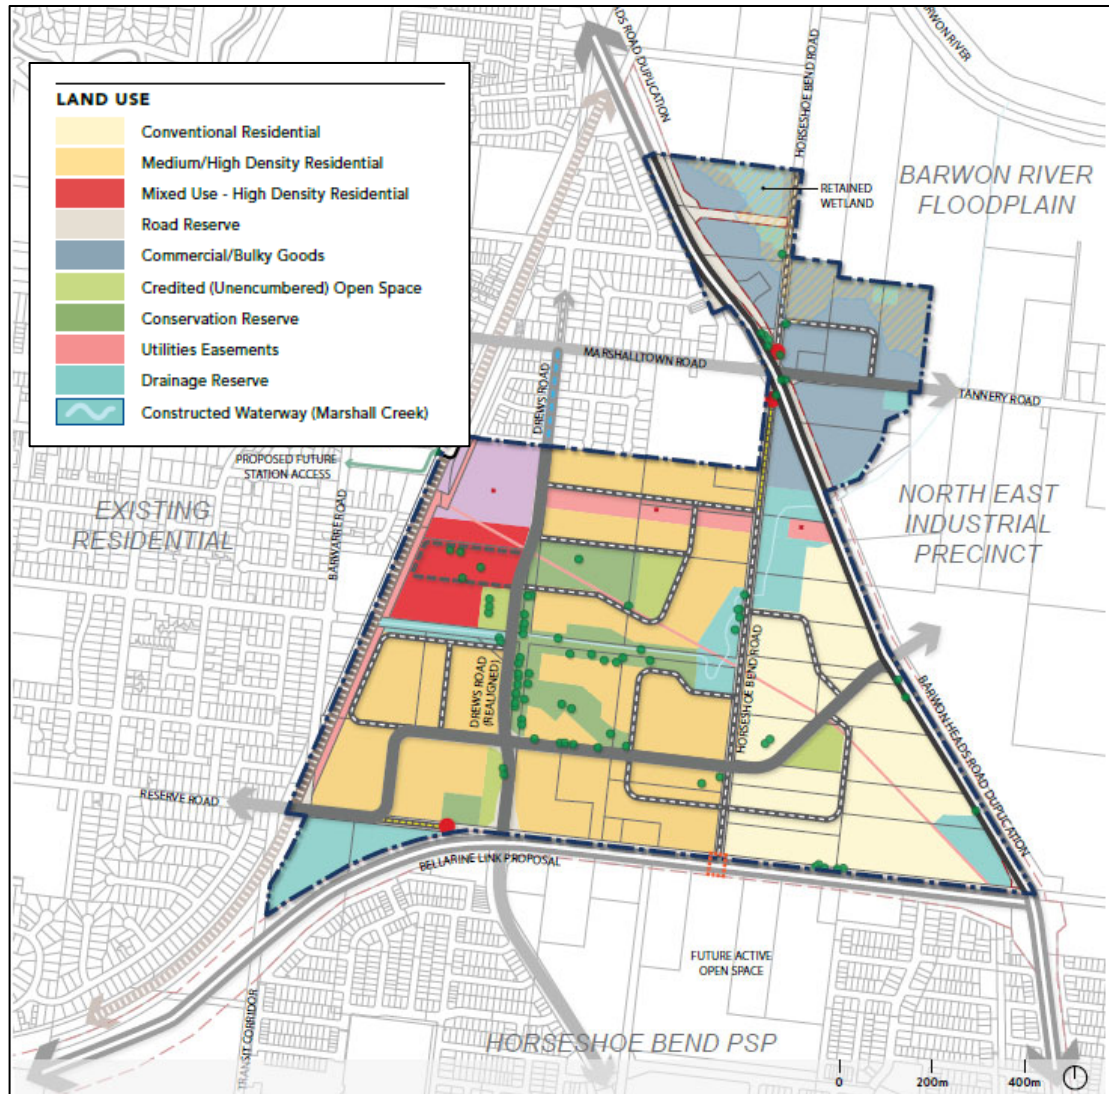 LAND USE
Conventional Residential
Medium/High Density Residential
Mixed Use - High Density Residential
Road Reserve
Commercial/Bulky Goods
Credited (Unencumbered) Open Space
Conservation Reserve
Utilities Easements
Drainage Reserve
Constructed Waterway (Marshall Creek)
ROAD DUPLICATION
HORSESHOE BEND ROAD
BARWON RIVER
BARWON RIVER
FLOODPLAIN
RETAINED
WETLAND
MARSHALLTOWN ROAD
TANNERY ROAD
DREWS ROAD
PROPOSED FUTURE
STATION ACCESS
EXISTING
RESIDENTIAL
BARWARRE ROAD
NORTH EAST
INDUSTRIAL
PRECINCT
DREWS ROAD
(REALIGNED)
HORSESHOE BEND ROAD
BARWON HEADS ROAD DUPLICATION
RESERVE ROAD
BELLARINE LINK PROPOSAL
FUTURE ACTIVE
OPEN SPACE
TRANSIT CORRIDOR
HORSESHOE BEND PSP
0
200m
400m